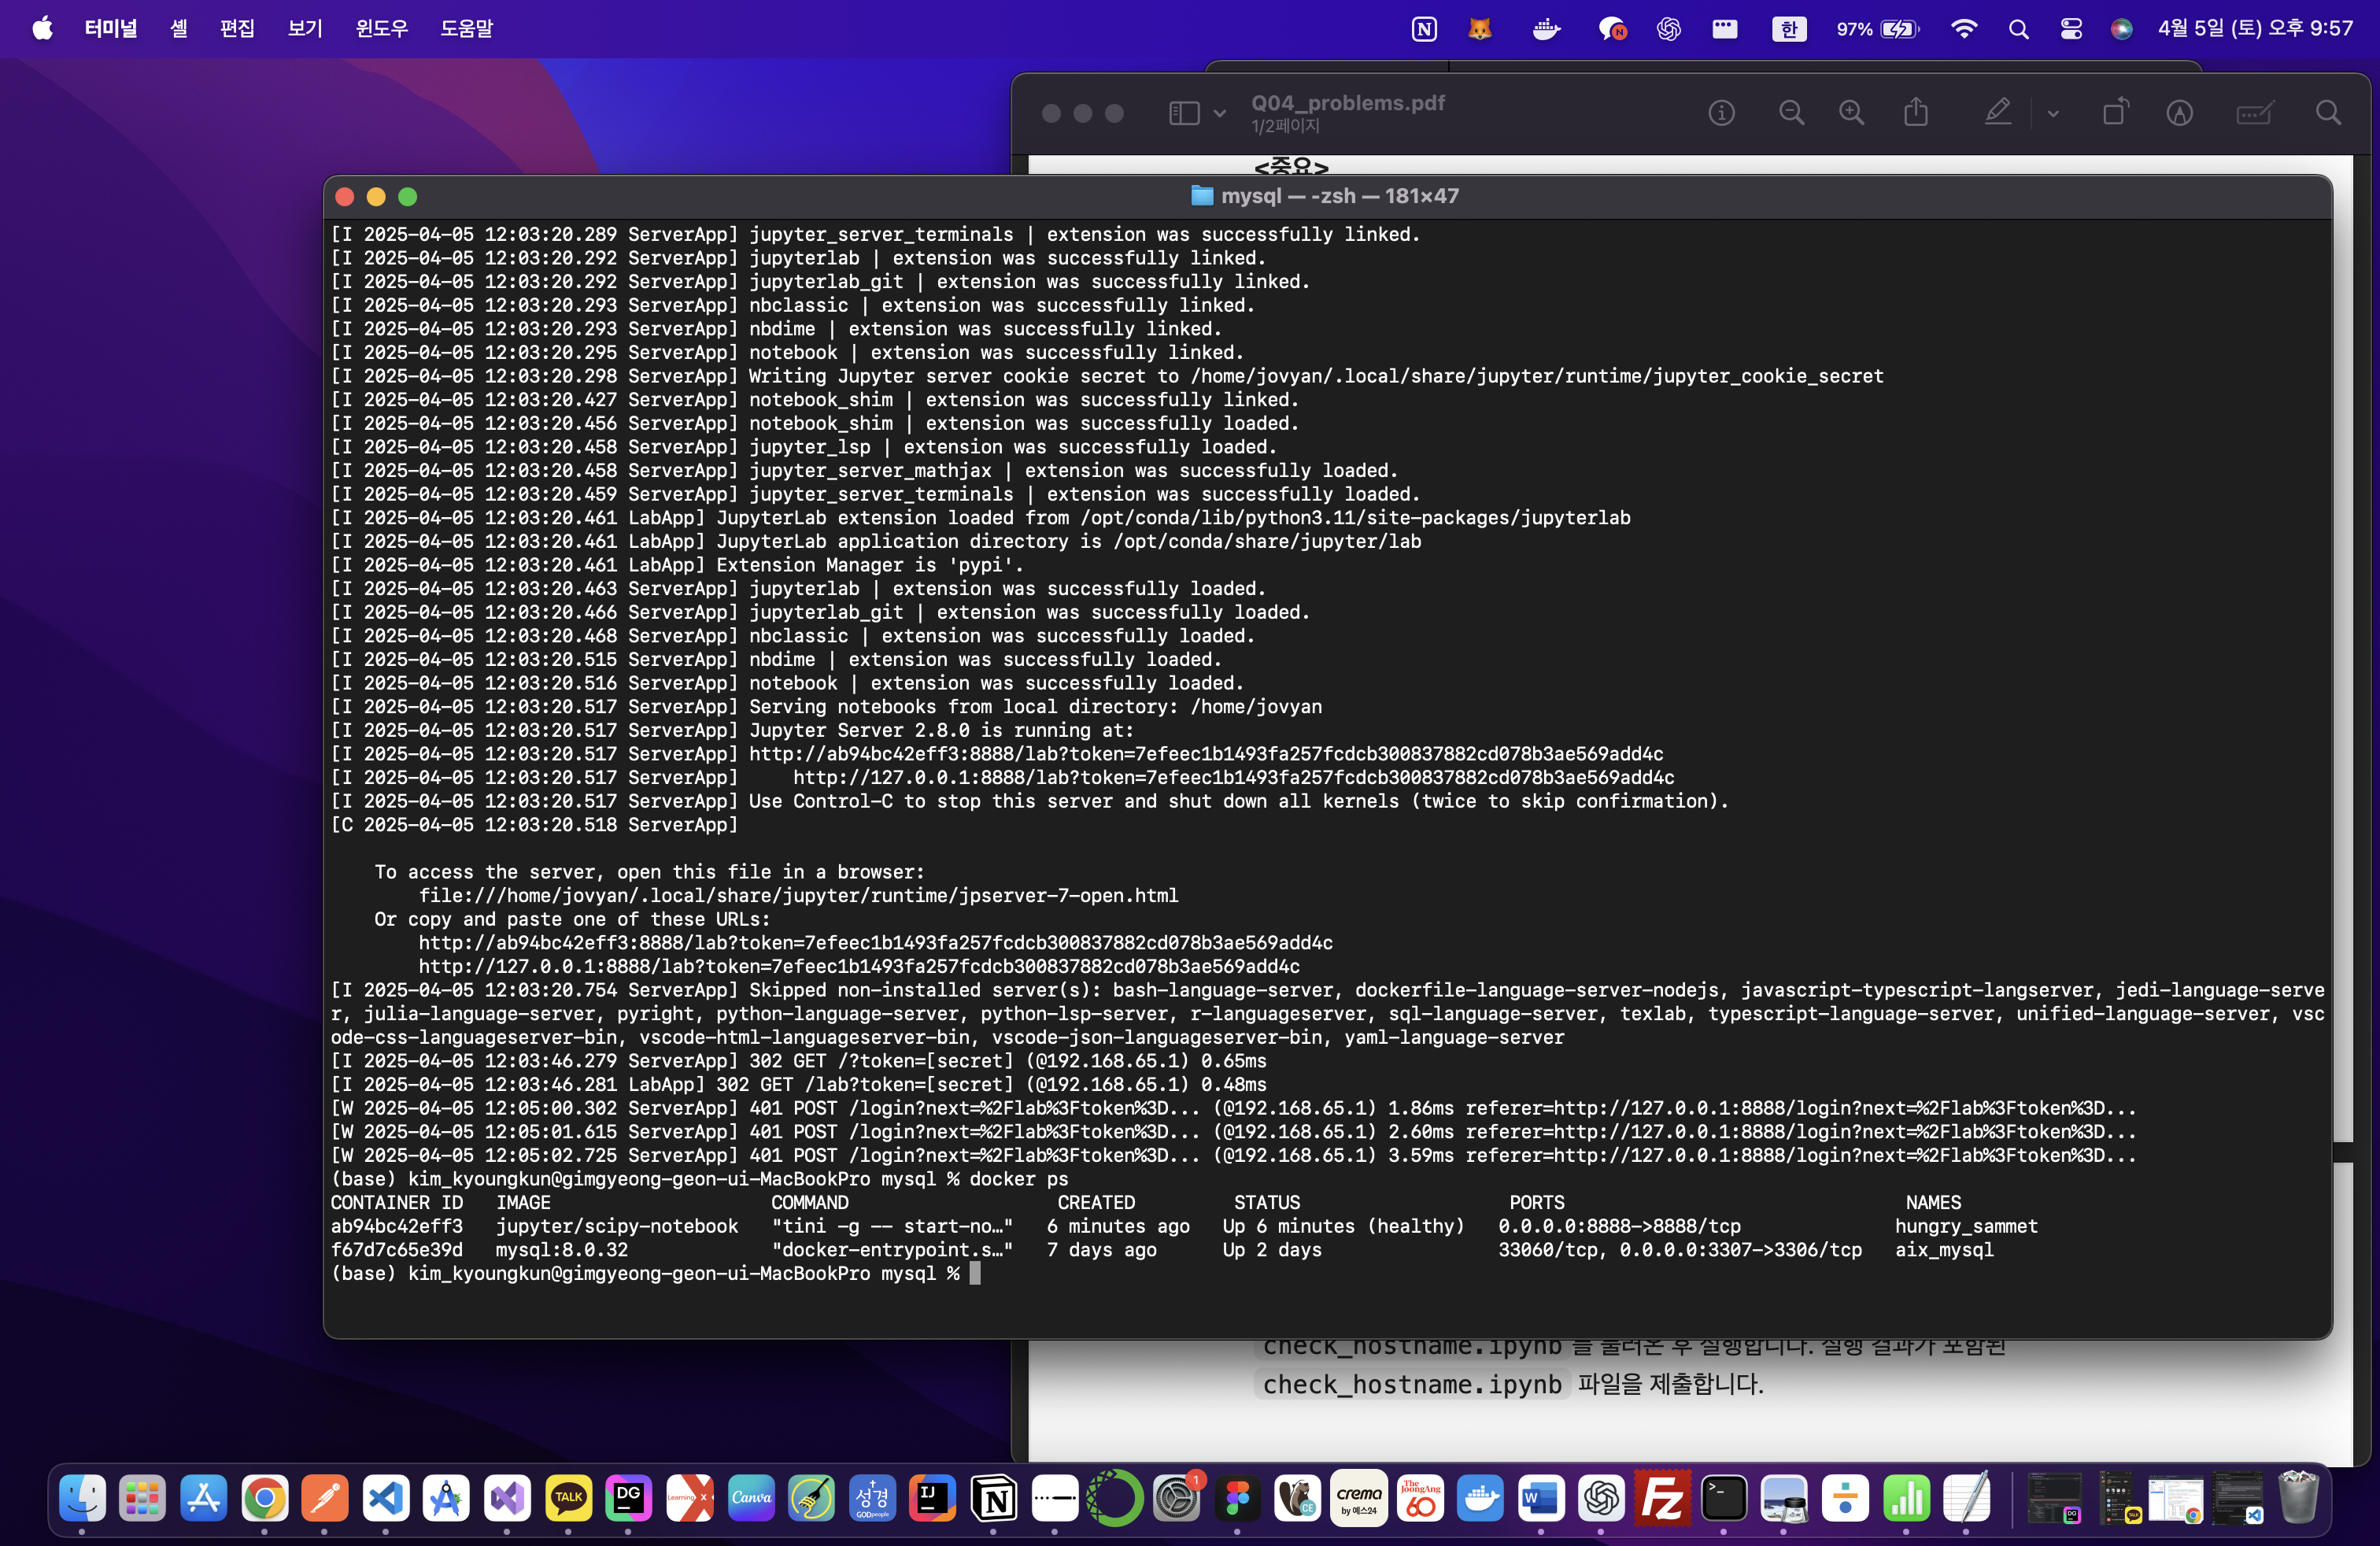 터미널 셸 편집 보기 윈도우 도움말 한 97% 4월 5일 (토) 오후 9:57
Q04_problems.pdf
1/2페이지
<중요>
mysql — -zsh — 181×47
[I 2025-04-05 12:03:20.289 ServerApp] jupyter_server_terminals | extension was successfully linked.
[I 2025-04-05 12:03:20.292 ServerApp] jupyterlab | extension was successfully linked.
[I 2025-04-05 12:03:20.292 ServerApp] jupyterlab_git | extension was successfully linked.
[I 2025-04-05 12:03:20.293 ServerApp] nbclassic | extension was successfully linked.
[I 2025-04-05 12:03:20.293 ServerApp] nbdime | extension was successfully linked.
[I 2025-04-05 12:03:20.295 ServerApp] notebook | extension was successfully linked.
[I 2025-04-05 12:03:20.298 ServerApp] Writing Jupyter server cookie secret to /home/jovyan/.local/share/jupyter/runtime/jupyter_cookie_secret
[I 2025-04-05 12:03:20.427 ServerApp] notebook_shim | extension was successfully linked.
[I 2025-04-05 12:03:20.456 ServerApp] notebook_shim | extension was successfully loaded.
[I 2025-04-05 12:03:20.458 ServerApp] jupyter_lsp | extension was successfully loaded.
[I 2025-04-05 12:03:20.458 ServerApp] jupyter_server_mathjax | extension was successfully loaded.
[I 2025-04-05 12:03:20.459 ServerApp] jupyter_server_terminals | extension was successfully loaded.
[I 2025-04-05 12:03:20.461 LabApp] JupyterLab extension loaded from /opt/conda/lib/python3.11/site-packages/jupyterlab
[I 2025-04-05 12:03:20.461 LabApp] JupyterLab application directory is /opt/conda/share/jupyter/lab
[I 2025-04-05 12:03:20.461 LabApp] Extension Manager is 'pypi'.
[I 2025-04-05 12:03:20.463 ServerApp] jupyterlab | extension was successfully loaded.
[I 2025-04-05 12:03:20.466 ServerApp] jupyterlab_git | extension was successfully loaded.
[I 2025-04-05 12:03:20.468 ServerApp] nbclassic | extension was successfully loaded.
[I 2025-04-05 12:03:20.515 ServerApp] nbdime | extension was successfully loaded.
[I 2025-04-05 12:03:20.516 ServerApp] notebook | extension was successfully loaded.
[I 2025-04-05 12:03:20.517 ServerApp] Serving notebooks from local directory: /home/jovyan
[I 2025-04-05 12:03:20.517 ServerApp] Jupyter Server 2.8.0 is running at:
[I 2025-04-05 12:03:20.517 ServerApp] http://ab94bc42eff3:8888/lab?token=7efeec1b1493fa257fcdcb300837882cd078b3ae569add4c
[I 2025-04-05 12:03:20.517 ServerApp]     http://127.0.0.1:8888/lab?token=7efeec1b1493fa257fcdcb300837882cd078b3ae569add4c
[I 2025-04-05 12:03:20.517 ServerApp] Use Control-C to stop this server and shut down all kernels (twice to skip confirmation).
[C 2025-04-05 12:03:20.518 ServerApp]
To access the server, open this file in a browser:
file:///home/jovyan/.local/share/jupyter/runtime/jpserver-7-open.html
Or copy and paste one of these URLs:
http://ab94bc42eff3:8888/lab?token=7efeec1b1493fa257fcdcb300837882cd078b3ae569add4c
http://127.0.0.1:8888/lab?token=7efeec1b1493fa257fcdcb300837882cd078b3ae569add4c
[I 2025-04-05 12:03:20.754 ServerApp] Skipped non-installed server(s): bash-language-server, dockerfile-language-server-nodejs, javascript-typescript-langserver, jedi-language-serve
r, julia-language-server, pyright, python-language-server, python-lsp-server, r-languageserver, sql-language-server, texlab, typescript-language-server, unified-language-server, vsc
ode-css-languageserver-bin, vscode-html-languageserver-bin, vscode-json-languageserver-bin, yaml-language-server
[I 2025-04-05 12:03:46.279 ServerApp] 302 GET /?token=[secret] (@192.168.65.1) 0.65ms
[I 2025-04-05 12:03:46.281 LabApp] 302 GET /lab?token=[secret] (@192.168.65.1) 0.48ms
[W 2025-04-05 12:05:00.302 ServerApp] 401 POST /login?next=%2Flab%3Ftoken%3D... (@192.168.65.1) 1.86ms referer=http://127.0.0.1:8888/login?next=%2Flab%3Ftoken%3D...
[W 2025-04-05 12:05:01.615 ServerApp] 401 POST /login?next=%2Flab%3Ftoken%3D... (@192.168.65.1) 2.60ms referer=http://127.0.0.1:8888/login?next=%2Flab%3Ftoken%3D...
[W 2025-04-05 12:05:02.725 ServerApp] 401 POST /login?next=%2Flab%3Ftoken%3D... (@192.168.65.1) 3.59ms referer=http://127.0.0.1:8888/login?next=%2Flab%3Ftoken%3D...
(base) kim_kyoungkun@gimgyeong-geon-ui-MacBookPro mysql % docker ps
CONTAINER ID   IMAGE                    COMMAND                   CREATED         STATUS                   PORTS                               NAMES
ab94bc42eff3   jupyter/scipy-notebook   "tini -g -- start-no…"   6 minutes ago   Up 6 minutes (healthy)   0.0.0.0:8888->8888/tcp              hungry_sammet
f67d7c65e39d   mysql:8.0.32             "docker-entrypoint.s…"   7 days ago      Up 2 days                33060/tcp, 0.0.0.0:3307->3306/tcp   aix_mysql
(base) kim_kyoungkun@gimgyeong-geon-ui-MacBookPro mysql %
check_hostname.ipynb 를 불러온 후 실행합니다. 실행 결과가 포함된
check_hostname.ipynb 파일을 제출합니다.
TALK DG Learning X Canva 성경 GODpeople IJ N 1 CE crema by 예스24 The JoongAng 60 W Fz >_